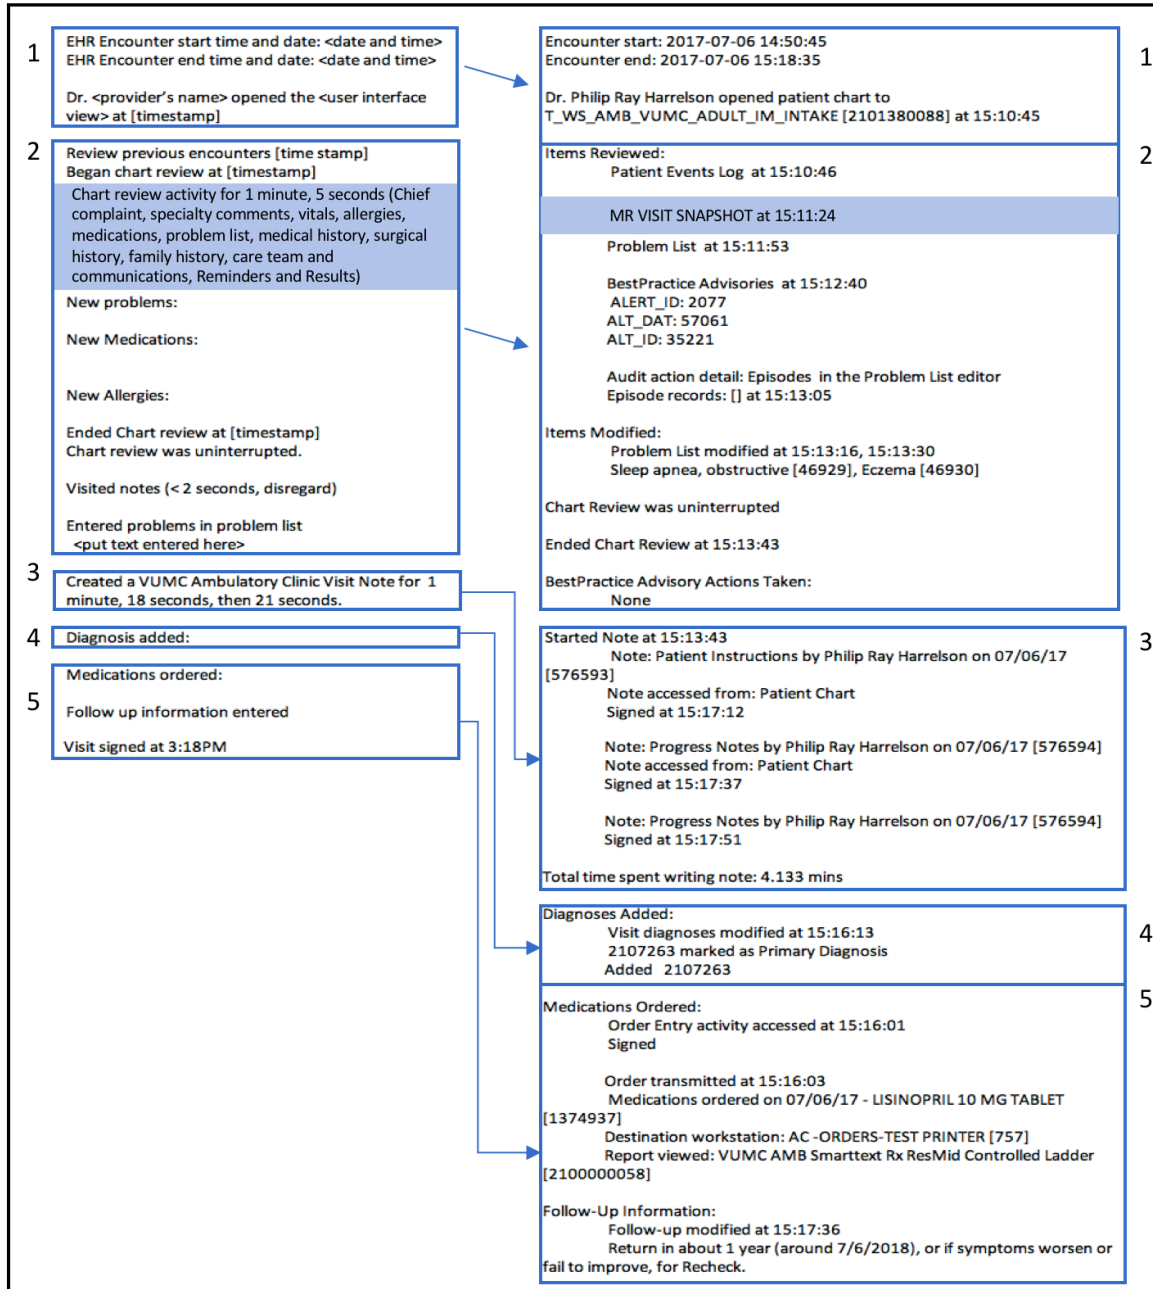 1
EHR Encounter start time and date: <date and time>
EHR Encounter end time and date: <date and time>
Dr. <provider's name> opened the <user interface
view> at [timestamp]
2
Review previous encounters [time stamp]
Began chart review at [timestamp]
Chart review activity for 1 minute, 5 seconds (Chief
complaint, specialty comments, vitals, allergies,
medications, problem list, medical history, surgical
history, family history, care team and
communications, Reminders and Results)
New problems:
New Medications:
New Allergies:
Ended Chart review at [timestamp]
Chart review was uninterrupted.
Visited notes (< 2 seconds, disregard)
Entered problems in problem list
<put text entered here>
3
Created a VUMC Ambulatory Clinic Visit Note for 1
minute, 18 seconds, then 21 seconds.
4
Diagnosis added:
5
Medications ordered:
Follow up information entered
Visit signed at 3:18PM
1
Encounter start: 2017-07-06 14:50:45
Encounter end: 2017-07-06 15:18:35
Dr. Philip Ray Harrelson opened patient chart to
T_WS_AMB_VUMC_ADULT_IM_INTAKE [2101380088] at 15:10:45
2
Items Reviewed:
Patient Events Log at 15:10:46
MR VISIT SNAPSHOT at 15:11:24
Problem List at 15:11:53
BestPractice Advisories at 15:12:40
ALERT_ID: 2077
ALT_DAT: 57061
ALT_ID: 35221
Audit action detail: Episodes in the Problem List editor
Episode records: [] at 15:13:05
Items Modified:
Problem List modified at 15:13:16, 15:13:30
Sleep apnea, obstructive [46929], Eczema [46930]
Chart Review was uninterrupted
Ended Chart Review at 15:13:43
BestPractice Advisory Actions Taken:
None
3
Started Note at 15:13:43
Note: Patient Instructions by Philip Ray Harrelson on 07/06/17
[576593]
Note accessed from: Patient Chart
Signed at 15:17:12
Note: Progress Notes by Philip Ray Harrelson on 07/06/17 [576594]
Note accessed from: Patient Chart
Signed at 15:17:37
Note: Progress Notes by Philip Ray Harrelson on 07/06/17 [576594]
Signed at 15:17:51
Total time spent writing note: 4.133 mins
4
Diagnoses Added:
Visit diagnoses modified at 15:16:13
2107263 marked as Primary Diagnosis
Added 2107263
5
Medications Ordered:
Order Entry activity accessed at 15:16:01
Signed
Order transmitted at 15:16:03
Medications ordered on 07/06/17 - LISINOPRIL 10 MG TABLET
[1374937]
Destination workstation: AC -ORDERS-TEST PRINTER [757]
Report viewed: VUMC AMB Smarttext Rx ResMid Controlled Ladder
[2100000058]
Follow-Up Information:
Follow-up modified at 15:17:36
Return in about 1 year (around 7/6/2018), or if symptoms worsen or
fail to improve, for Recheck.